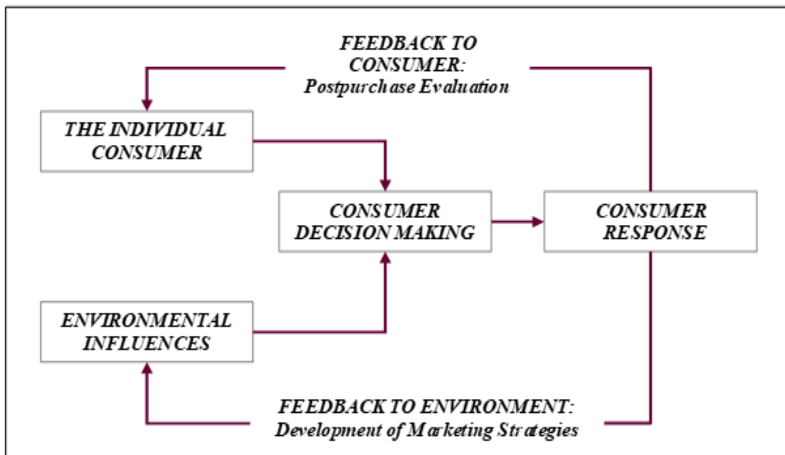 FEEDBACK TO
CONSUMER:
Postpurchase Evaluation
THE INDIVIDUAL
CONSUMER
CONSUMER
DECISION MAKING
CONSUMER
RESPONSE
ENVIRONMENTAL
INFLUENCES
FEEDBACK TO ENVIRONMENT:
Development of Marketing Strategies